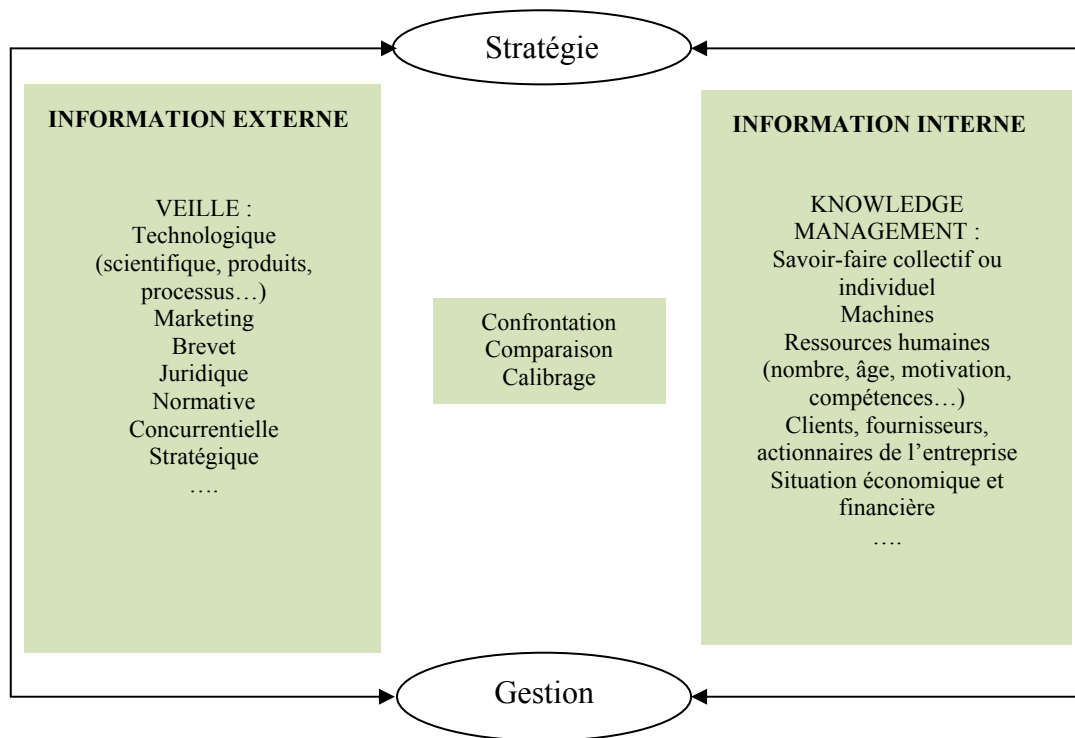 Stratégie
INFORMATION EXTERNE
VEILLE :
Technologique
(scientifique, produits,
processus…)
Marketing
Brevet
Juridique
Normative
Concurrentielle
Stratégique
….
Confrontation
Comparaison
Calibrage
INFORMATION INTERNE
KNOWLEDGE
MANAGEMENT :
Savoir-faire collectif ou
individuel
Machines
Ressources humaines
(nombre, âge, motivation,
compétences…)
Clients, fournisseurs,
actionnaires de l’entreprise
Situation économique et
financière
….
Gestion